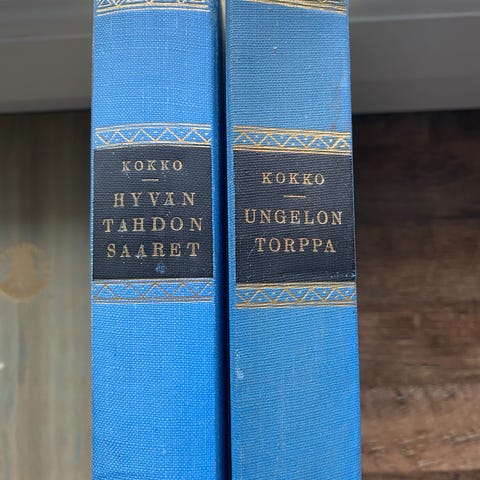 KOKKO
HYVÄN
TAHDON
SAARET
KOKKO
UNGELON
TORPPA